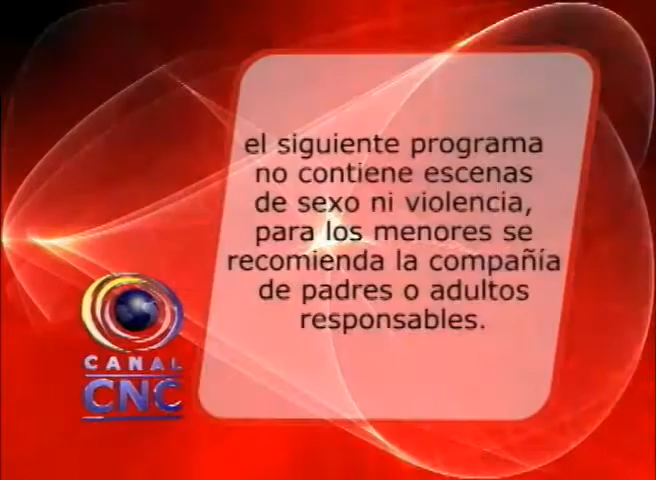 el siguiente programa
no contiene escenas
de sexo ni violencia,
para los menores se
recomienda la compañía
de padres o adultos
responsables.
CANAL
CNC